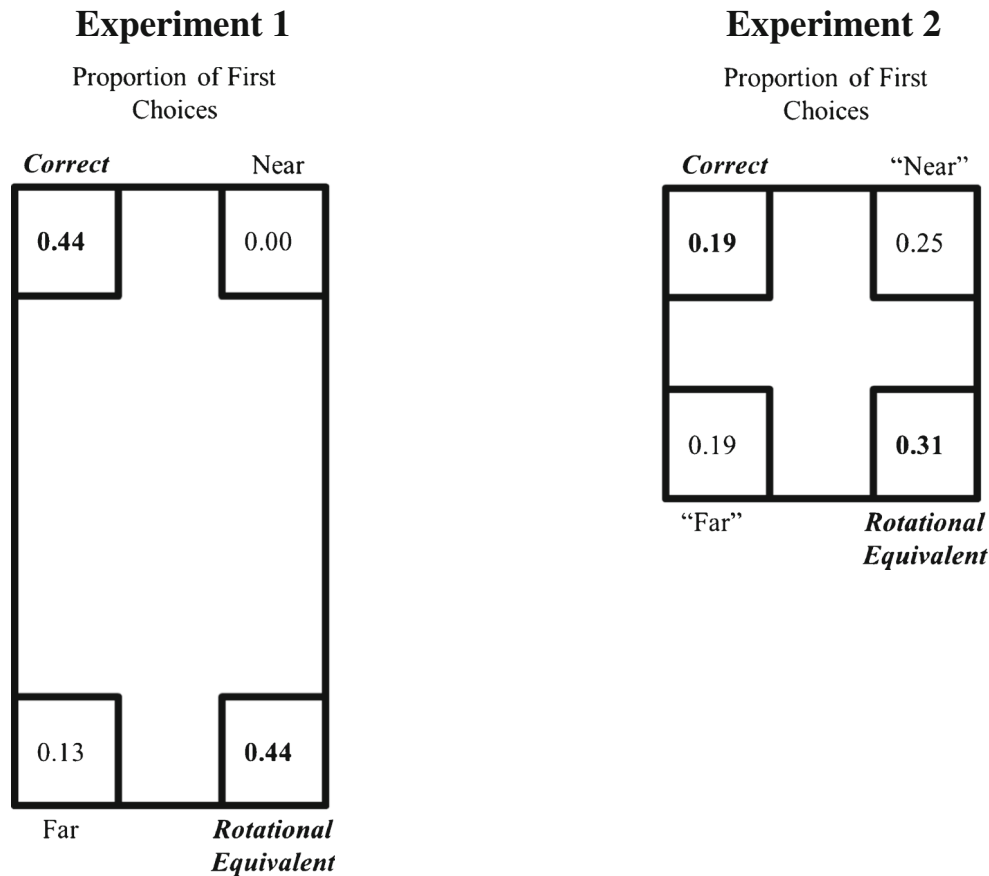 Experiment 1
Proportion of First
Choices
Correct
Near
0.44
0.00
0.13
0.44
Far
Rotational
Equivalent
Experiment 2
Proportion of First
Choices
Correct
“Near”
0.19
0.25
0.19
0.31
“Far”
Rotational
Equivalent